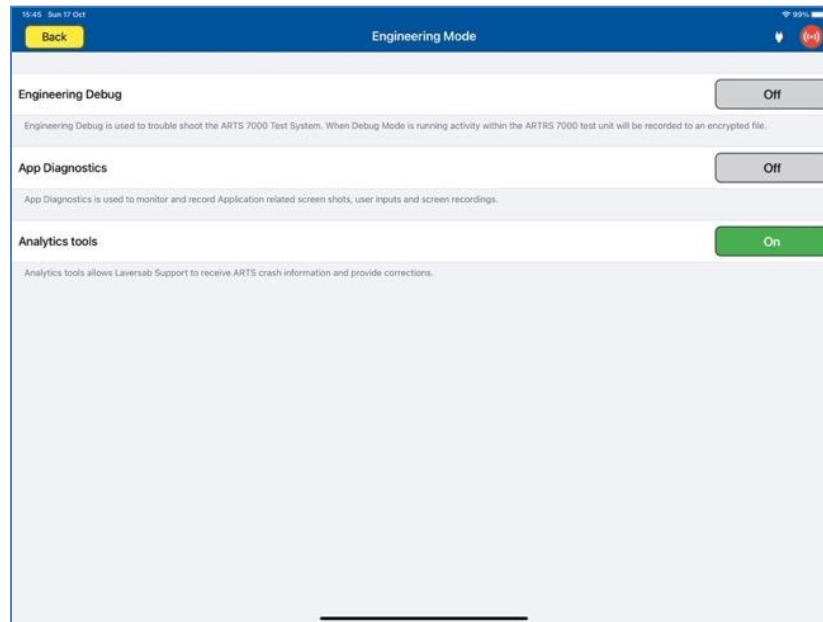 15:45 Sun 17 Oct
99%
Back
Engineering Mode
Engineering Debug
Off
Engineering Debug is used to trouble shoot the ARTS 7000 Test System. When Debug Mode is running activity within the ARTRS 7000 test unit will be recorded to an encrypted file.
App Diagnostics
Off
App Diagnostics is used to monitor and record Application related screen shots, user inputs and screen recordings.
Analytics tools
On
Analytics tools allows Laversab Support to receive ARTS crash information and provide corrections.